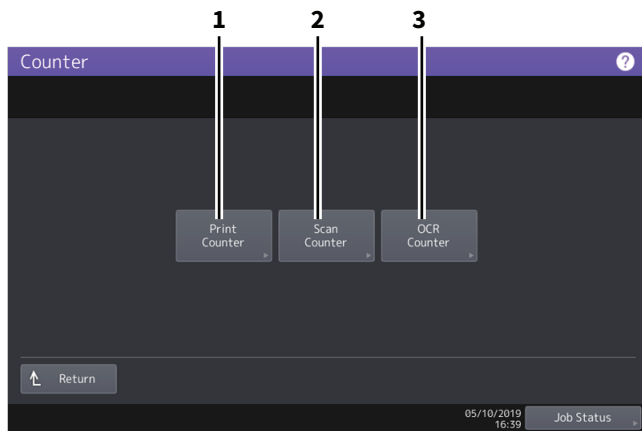 1 2 3
Counter ?
Print Counter
Scan Counter
OCR Counter
Return
05/10/2019
16:39
Job Status